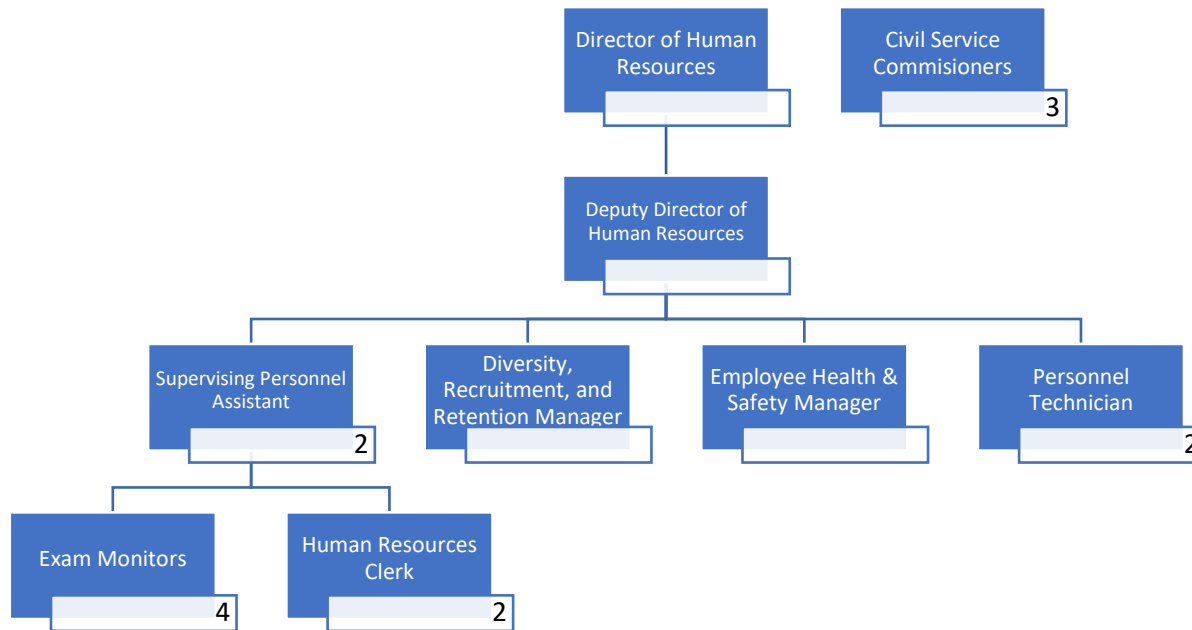 Director of Human
Resources
Civil Service
Commisioners
3
Deputy Director of
Human Resources
Supervising Personnel
Assistant
2
Diversity,
Recruitment, and
Retention Manager
Employee Health &
Safety Manager
Personnel
Technician
2
Exam Monitors
4
Human Resources
Clerk
2